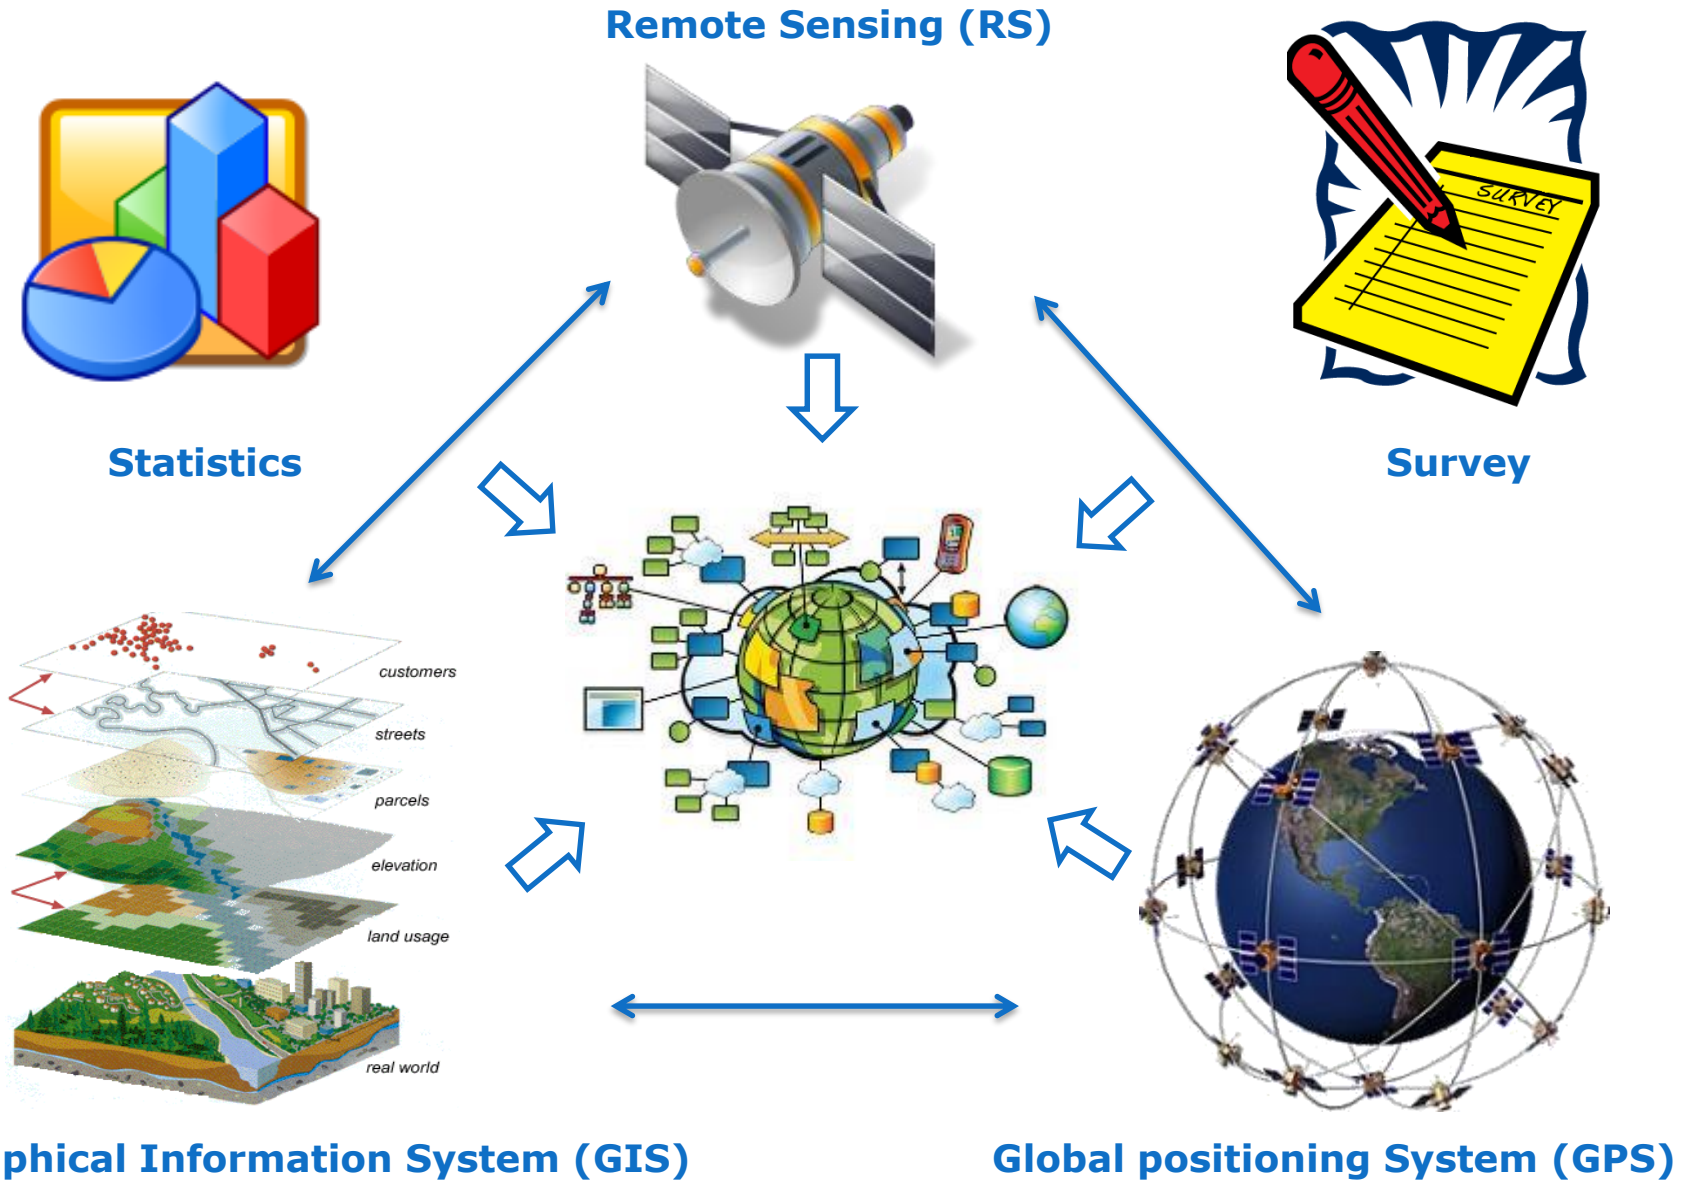 Remote Sensing (RS)
SURVEY
Statistics
Survey
customers
streets
parcels
elevation
land usage
real world
phical Information System (GIS)
Global positioning System (GPS)